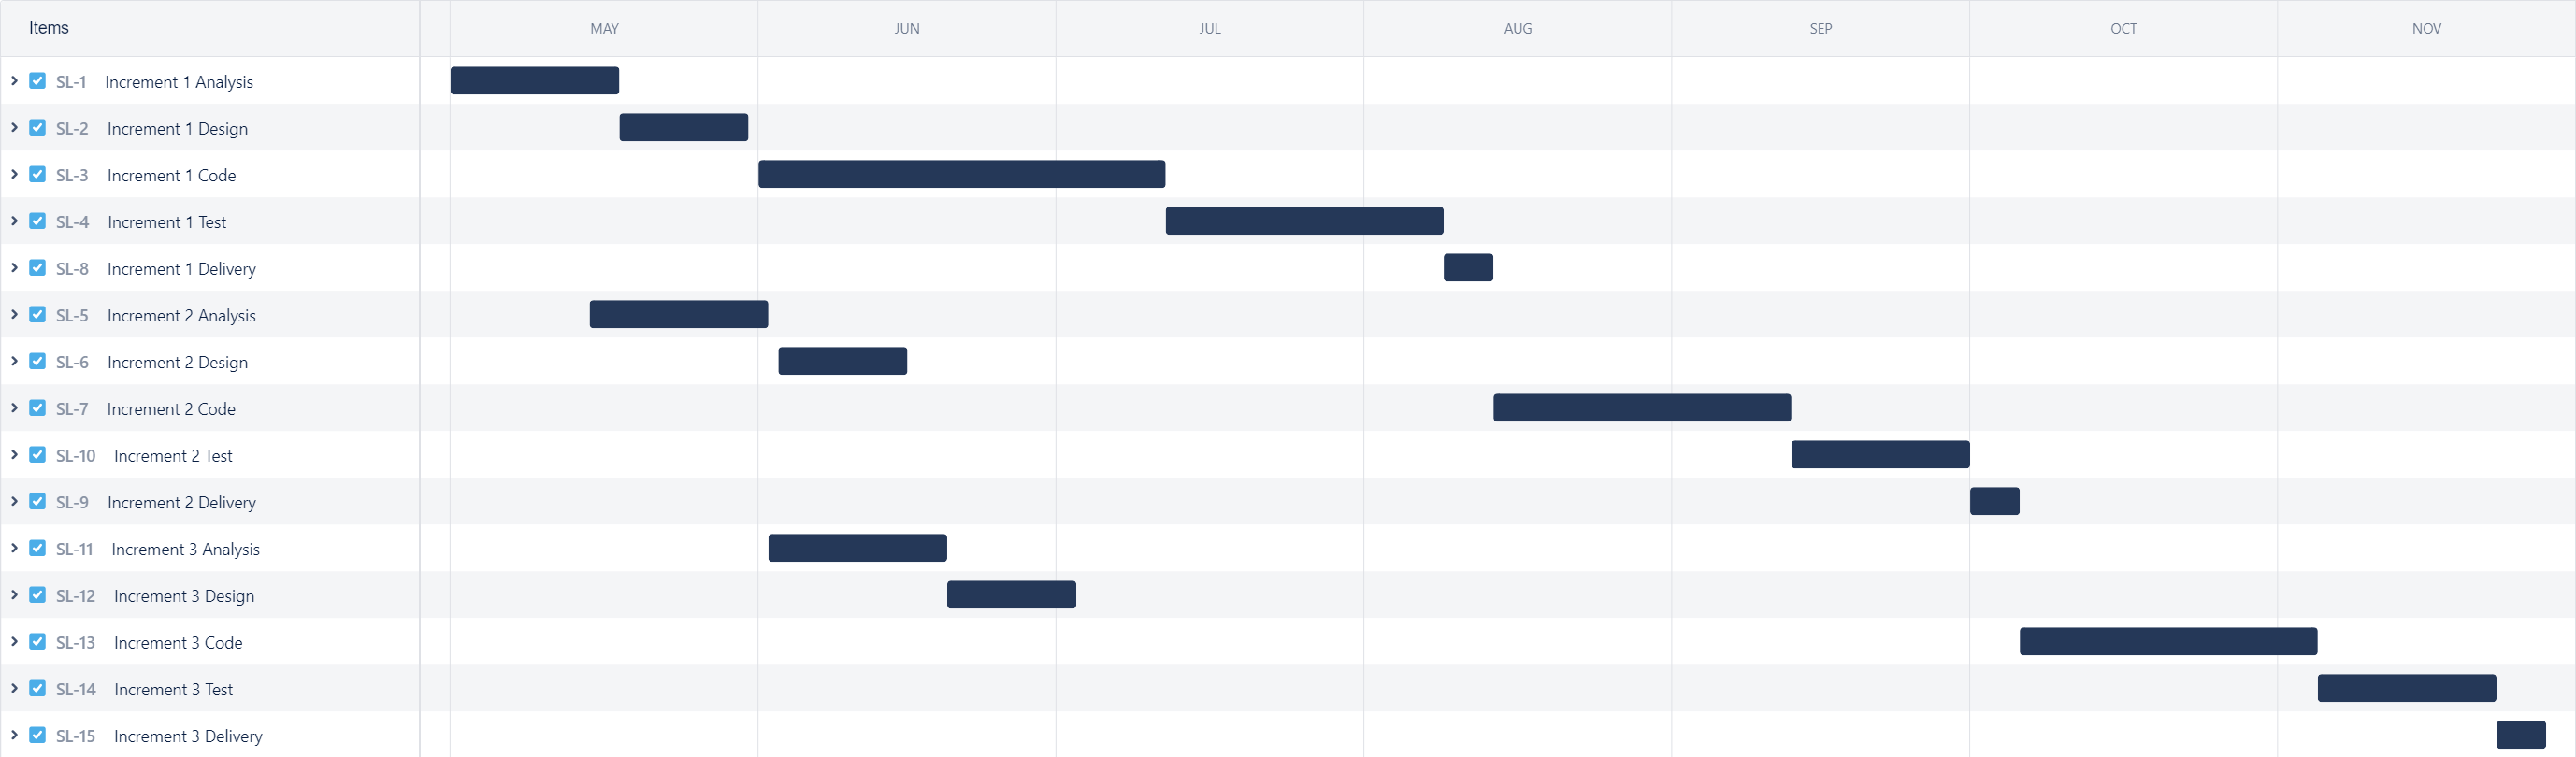 Items MAY JUN JUL AUG SEP OCT NOV
SL-1 Increment 1 Analysis
SL-2 Increment 1 Design
SL-3 Increment 1 Code
SL-4 Increment 1 Test
SL-8 Increment 1 Delivery
SL-5 Increment 2 Analysis
SL-6 Increment 2 Design
SL-7 Increment 2 Code
SL-10 Increment 2 Test
SL-9 Increment 2 Delivery
SL-11 Increment 3 Analysis
SL-12 Increment 3 Design
SL-13 Increment 3 Code
SL-14 Increment 3 Test
SL-15 Increment 3 Delivery